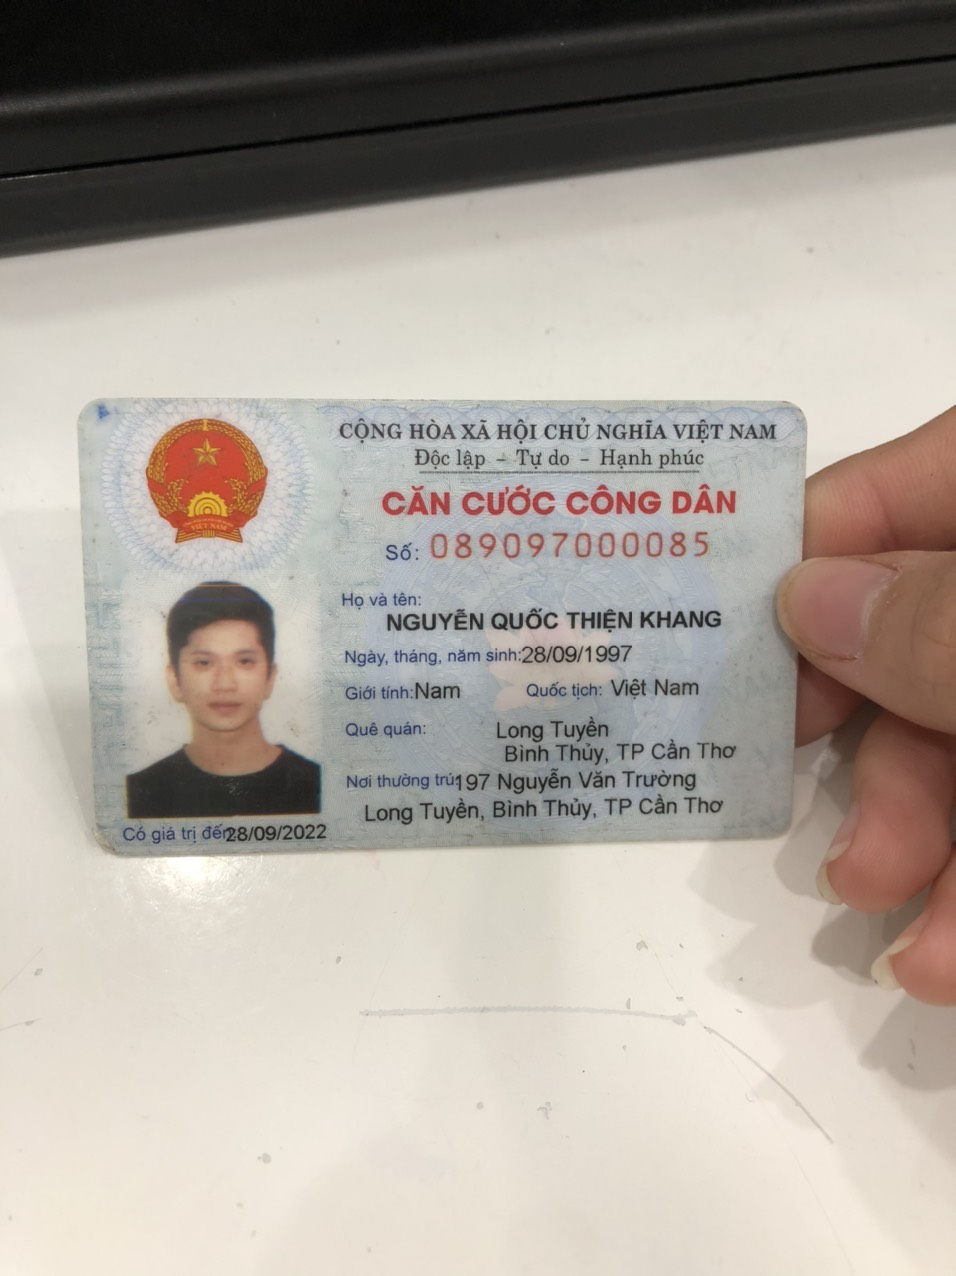 CỘNG HÒA XÃ HỘI CHỦ NGHĨA VIỆT NAM
Độc lập - Tự do - Hạnh phúc
CĂN CƯỚC CÔNG DÂN
Số: 089097000085
Họ và tên:
NGUYỄN QUỐC THIỆN KHANG
Ngày, tháng, năm sinh:28/09/1997
Giới tính:Nam Quốc tịch: Việt Nam
Quê quán: Long Tuyền
Bình Thủy, TP Cần Thơ
Nơi thường trú:197 Nguyễn Văn Trường
Long Tuyền, Bình Thủy, TP Cần Thơ
Có giá trị đến:28/09/2022
VIỆT NAM